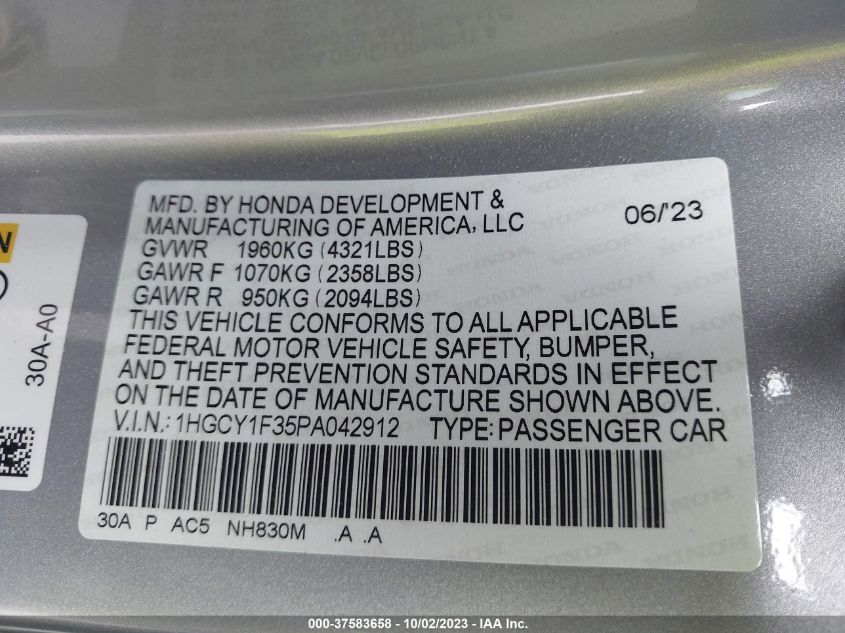 MFD. BY HONDA DEVELOPMENT &
MANUFACTURING OF AMERICA, LLC 06/'23
GVWR 1960KG (4321LBS)
GAWR F 1070KG (2358LBS)
GAWR R 950KG (2094LBS)
THIS VEHICLE CONFORMS TO ALL APPLICABLE
FEDERAL MOTOR VEHICLE SAFETY, BUMPER,
AND THEFT PREVENTION STANDARDS IN EFFECT
ON THE DATE OF MANUFACTURE SHOWN ABOVE.
V.I.N.: 1HGCY1F35PA042912 TYPE: PASSENGER CAR
30A P AC5 NH830M .A .A
30A-A0
000-37583658 - 10/02/2023 - IAA Inc.